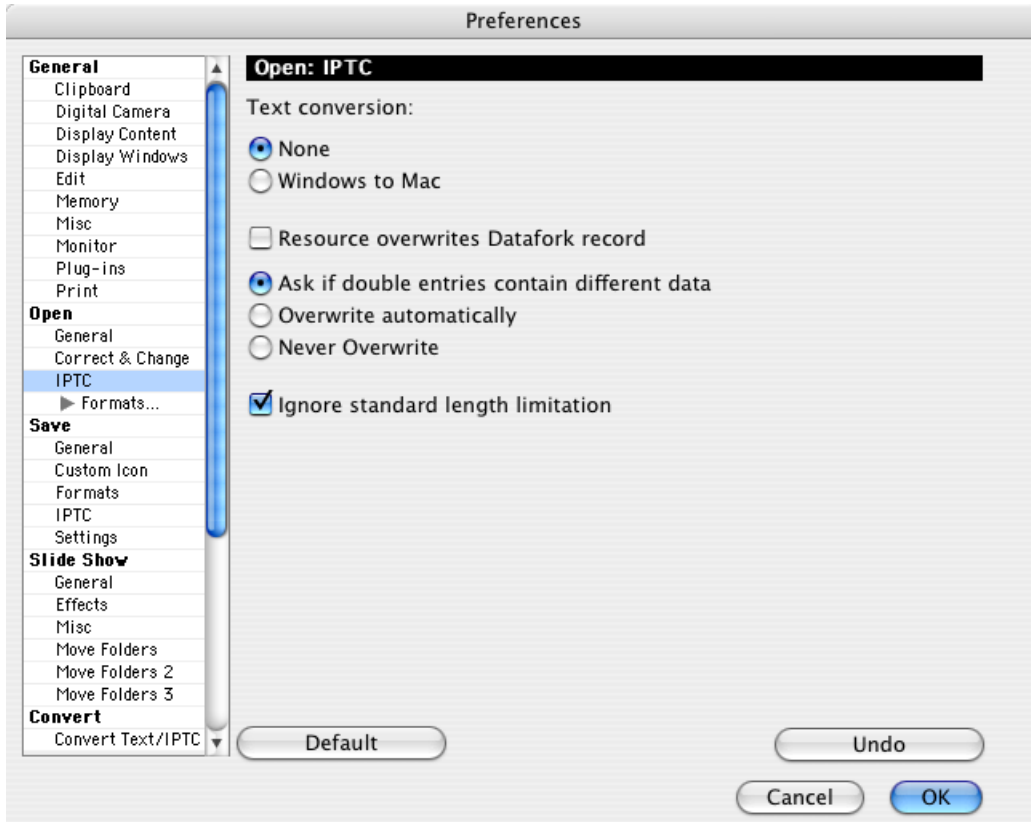 Preferences
General
Clipboard
Digital Camera
Display Content
Display Windows
Edit
Memory
Misc
Monitor
Plug-ins
Print
Open
General
Correct & Change
IPTC
Formats...
Save
General
Custom Icon
Formats
IPTC
Settings
Slide Show
General
Effects
Misc
Move Folders
Move Folders 2
Move Folders 3
Convert
Convert Text/IPTC
Open: IPTC
Text conversion:
None
Windows to Mac
Resource overwrites Datafork record
Ask if double entries contain different data
Overwrite automatically
Never Overwrite
Ignore standard length limitation
Default
Undo
Cancel
OK